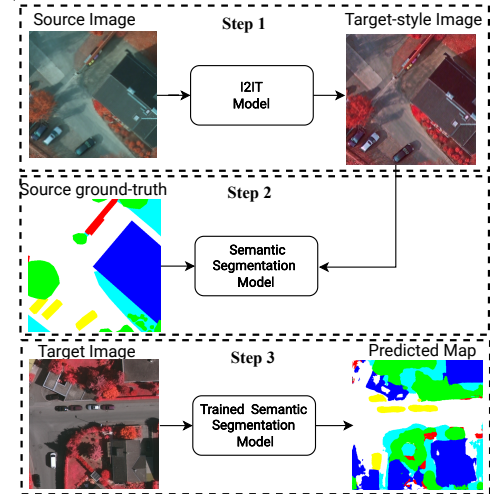 Source Image
Step 1
Target-style Image
I2IT
Model
Source ground-truth
Step 2
Semantic
Segmentation
Model
Target Image
Step 3
Predicted Map
Trained Semantic
Segmentation
Model